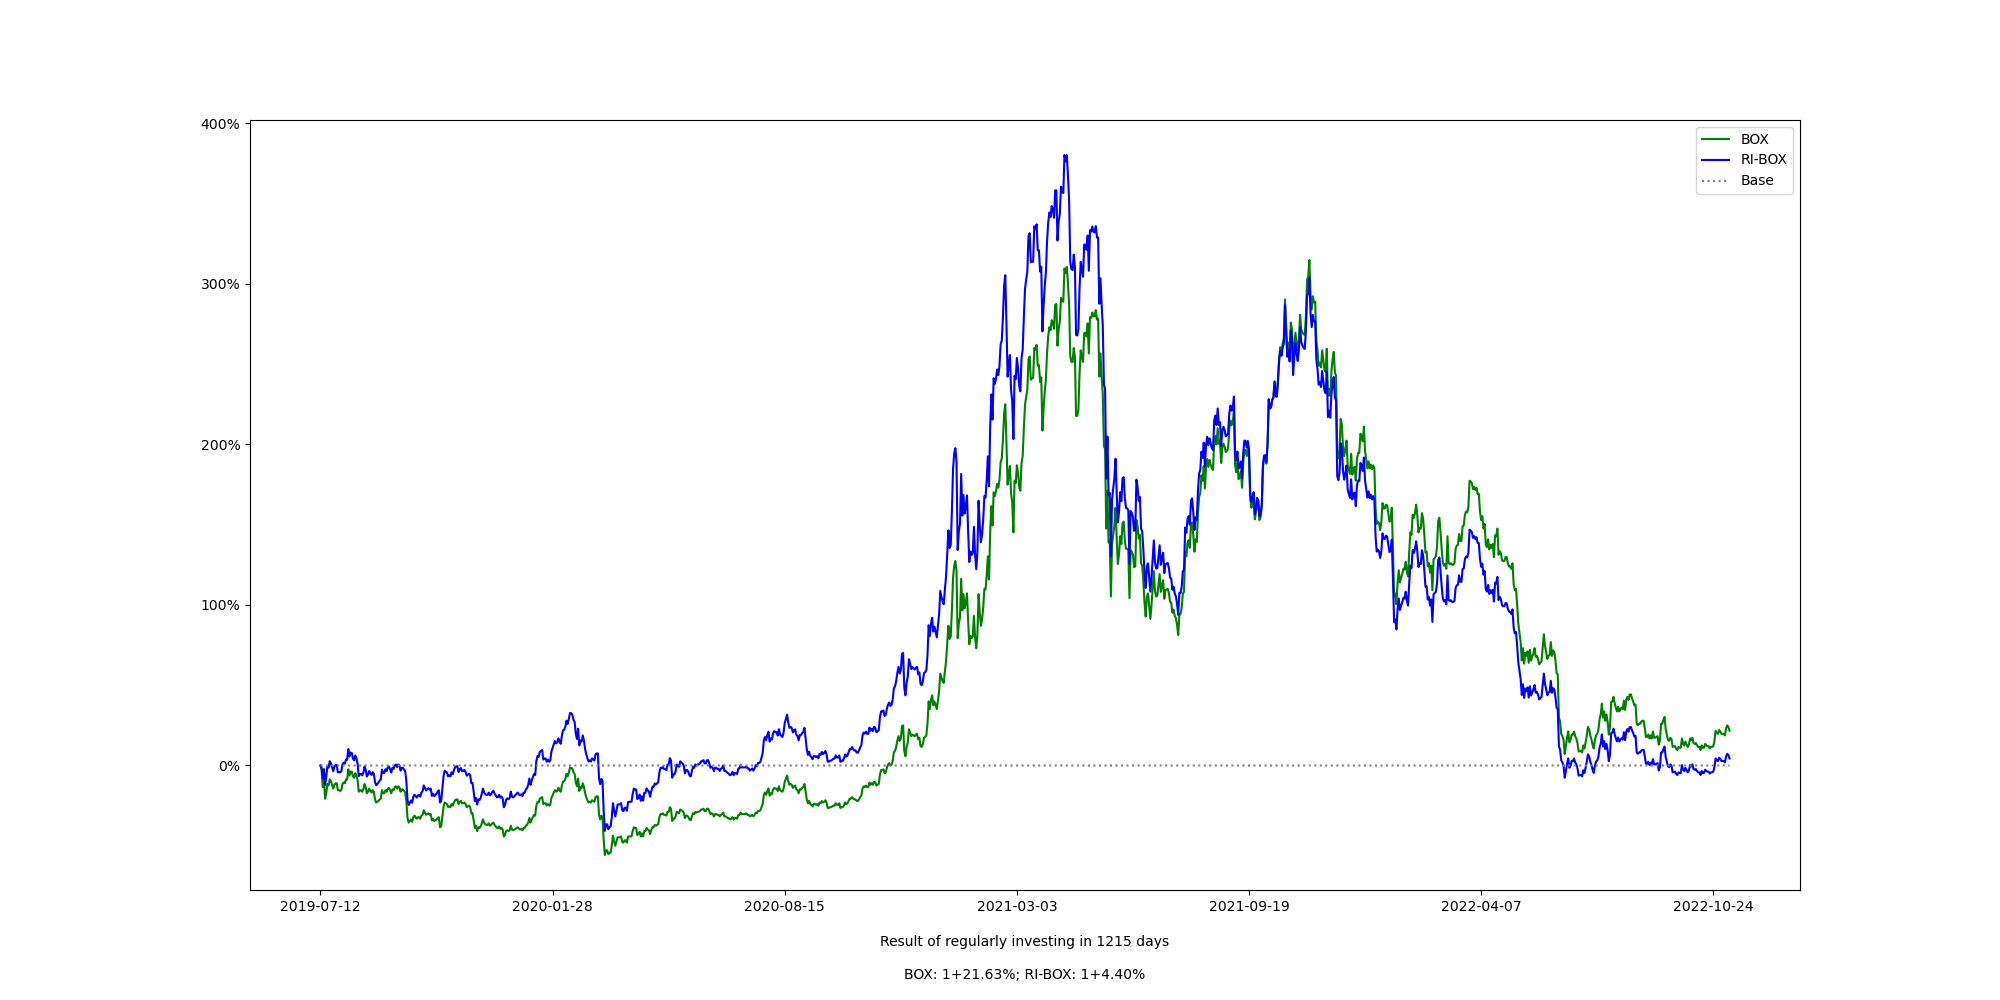 400%
300%
200%
100%
0%
BOX
RI-BOX
Base
2019-07-12
2020-01-28
2020-08-15
2021-03-03
2021-09-19
2022-04-07
2022-10-24
Result of regularly investing in 1215 days
BOX: 1+21.63%; RI-BOX: 1+4.40%